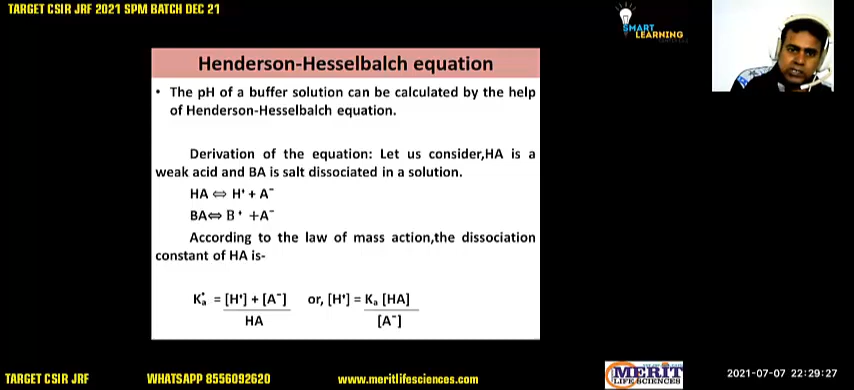 TARGET CSIR JRF 2021 SPM BATCH DEC 21
SMART
LEARNING
Henderson-Hesselbalch equation
• The pH of a buffer solution can be calculated by the help
of Henderson-Hesselbalch equation.
Derivation of the equation: Let us consider,HA is a
weak acid and BA is salt dissociated in a solution.
HA ⇔ H⁺ + A⁻
BA⇔ B⁺ +A⁻
According to the law of mass action,the dissociation
constant of HA is-
Kₐ = [H⁺] + [A⁻] or, [H⁺] = Kₐ [HA]
HA [A⁻]
TARGET CSIR JRF WHATSAPP 8556092620 www.meritlifesciences.com MERIT 2021-07-07 22:29:27
LIFE SCIENCES